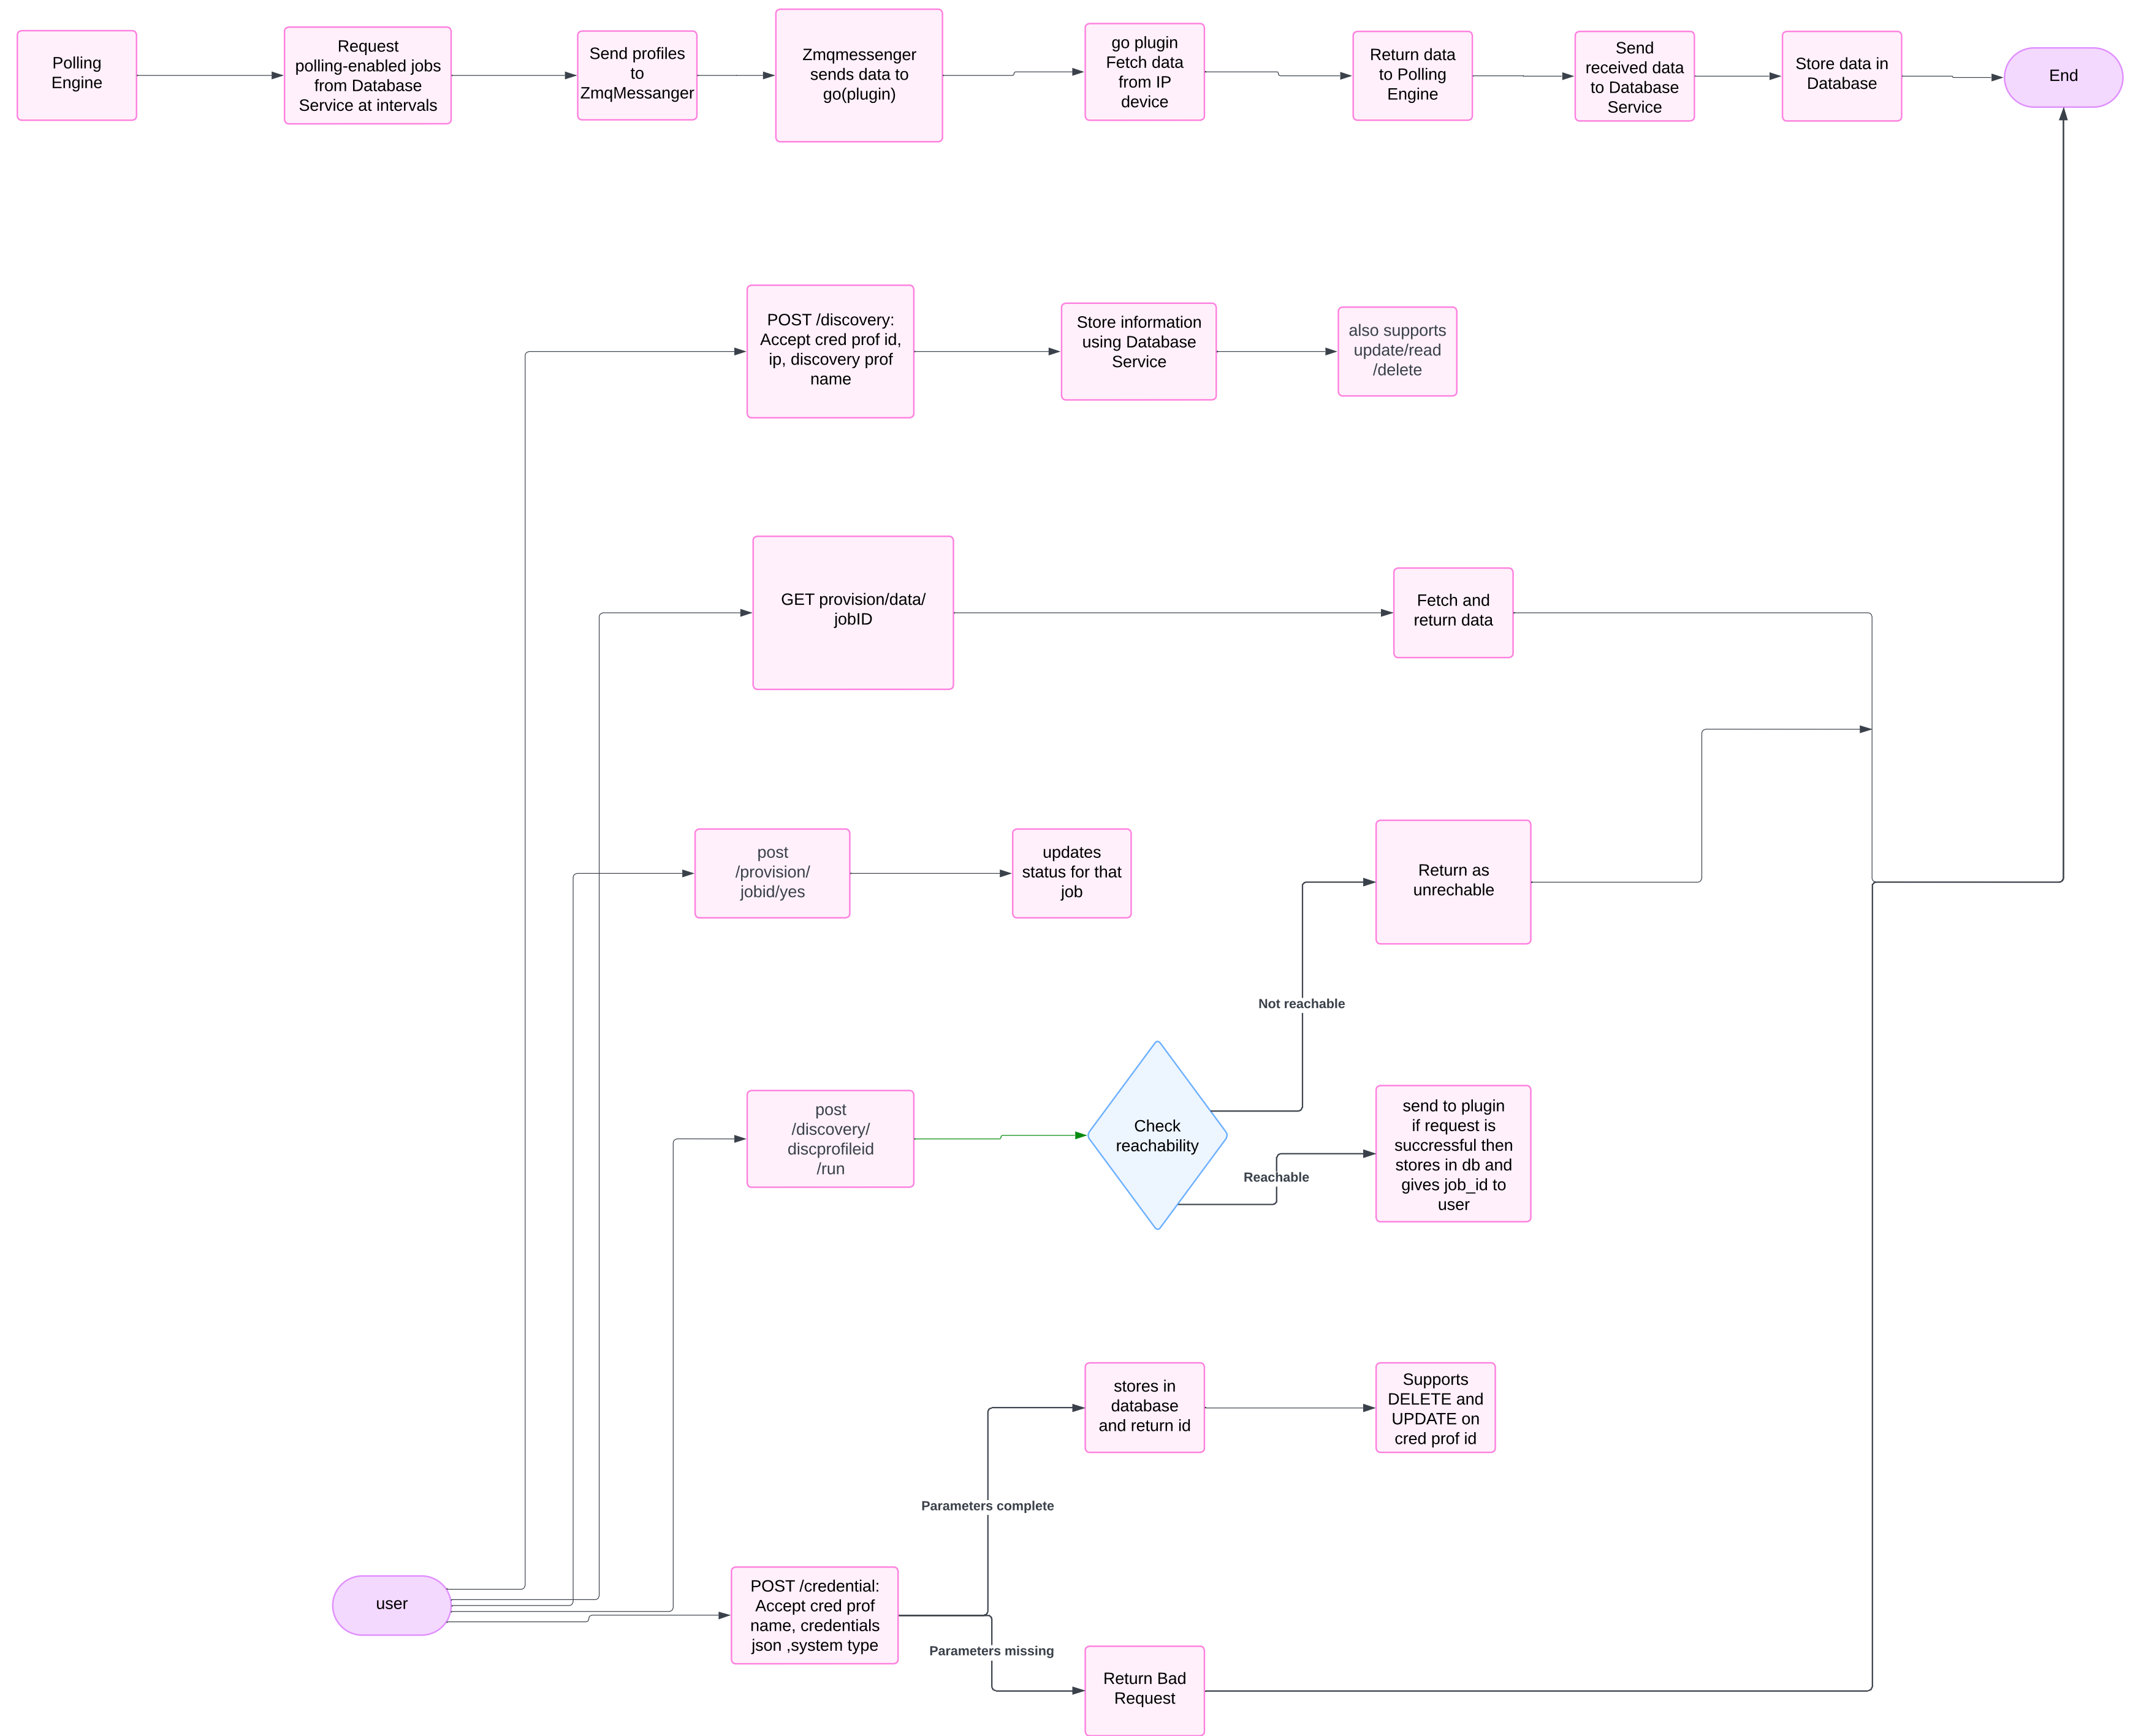 Polling
Engine
Request
polling-enabled jobs
from Database
Service at intervals
Send profiles
to
ZmqMessanger
Zmqmessenger
sends data to
go(plugin)
go plugin
Fetch data
from IP
device
Return data
to Polling
Engine
Send
received data
to Database
Service
Store data in
Database
End
POST /discovery:
Accept cred prof id,
ip, discovery prof
name
Store information
using Database
Service
also supports
update/read
/delete
GET provision/data/
jobID
Fetch and
return data
post
/provision/
jobid/yes
updates
status for that
job
Return as
unrechable
Not reachable
post
/discovery/
discprofileid
/run
Check
reachability
Reachable
send to plugin
if request is
succressful then
stores in db and
gives job_id to
user
stores in
database
and return id
Supports
DELETE and
UPDATE on
cred prof id
Parameters complete
user
POST /credential:
Accept cred prof
name, credentials
json ,system type
Parameters missing
Return Bad
Request